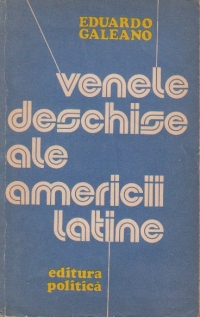 EDUARDO
GALEANO
venele
deschise
ale
americii
latine
editura
politică